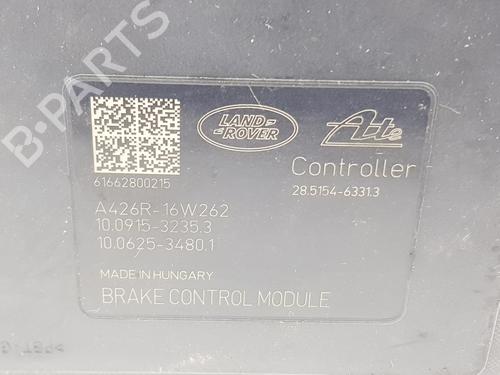 B-PARTS
LAND
ROVER
Ate
Controller
61662800215
28.5154-6331.3
A426R-16W262
10.0915-3235.3
10.0625-3480.1
MADE IN HUNGARY
BRAKE CONTROL MODULE